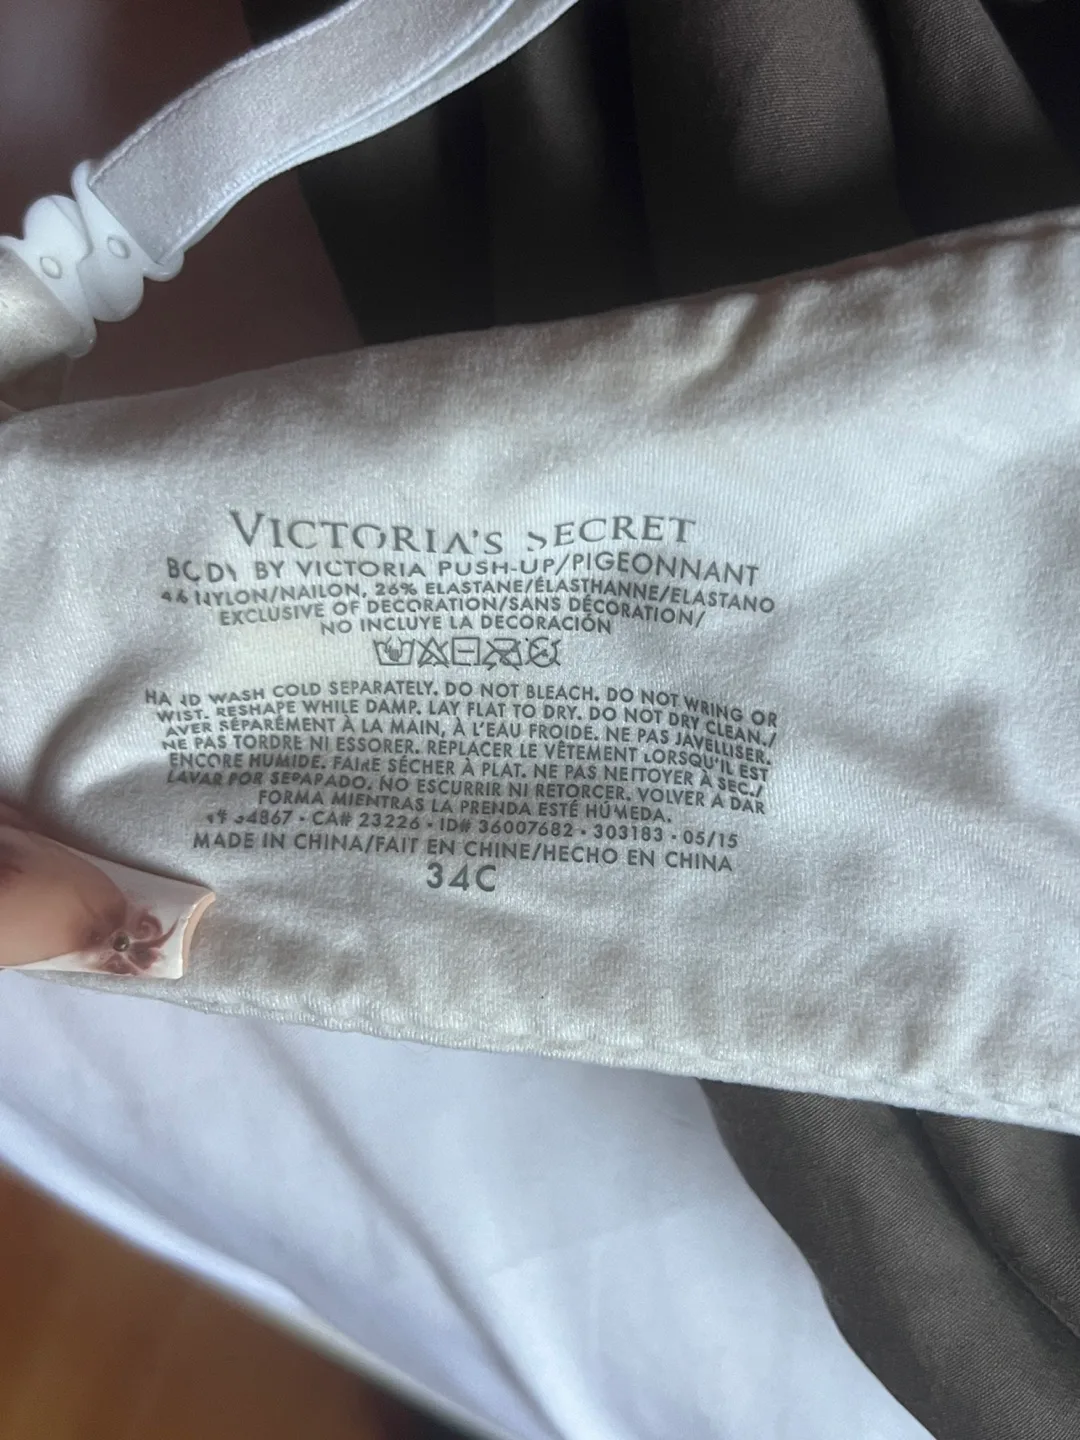 VICTORIA'S SECRET
BODY BY VICTORIA PUSH-UP/PIGEONNANT
NYLON/NAILON, 26% ELASTANE/ÉLASTHANNE/ELASTANO
EXCLUSIVE OF DECORATION/SANS DÉCORATION/
NO INCLUYE LA DECORACIÓN
HAND WASH COLD SEPARATELY. DO NOT BLEACH. DO NOT WRING OR
WIST. RESHAPE WHILE DAMP. LAY FLAT TO DRY. DO NOT DRY CLEAN./
AVER SÉPARÉMENT À LA MAIN, À L'EAU FROIDE. NE PAS JAVELLISER.
NE PAS TORDRE NI ESSORER. REPLACER LE VÊTEMENT LORSQU'IL EST
ENCORE HUMIDE. FAIRE SÉCHER À PLAT. NE PAS NETTOYER À SEC./
LAVAR POR SEPARADO. NO ESCURRIR NI RETORCER. VOLVER A DAR
FORMA MIENTRAS LA PRENDA ESTÉ HÚMEDA.
34867 • CA# 23226 • ID# 36007682 • 303183 • 05/15
MADE IN CHINA/FAIT EN CHINE/HECHO EN CHINA
34C